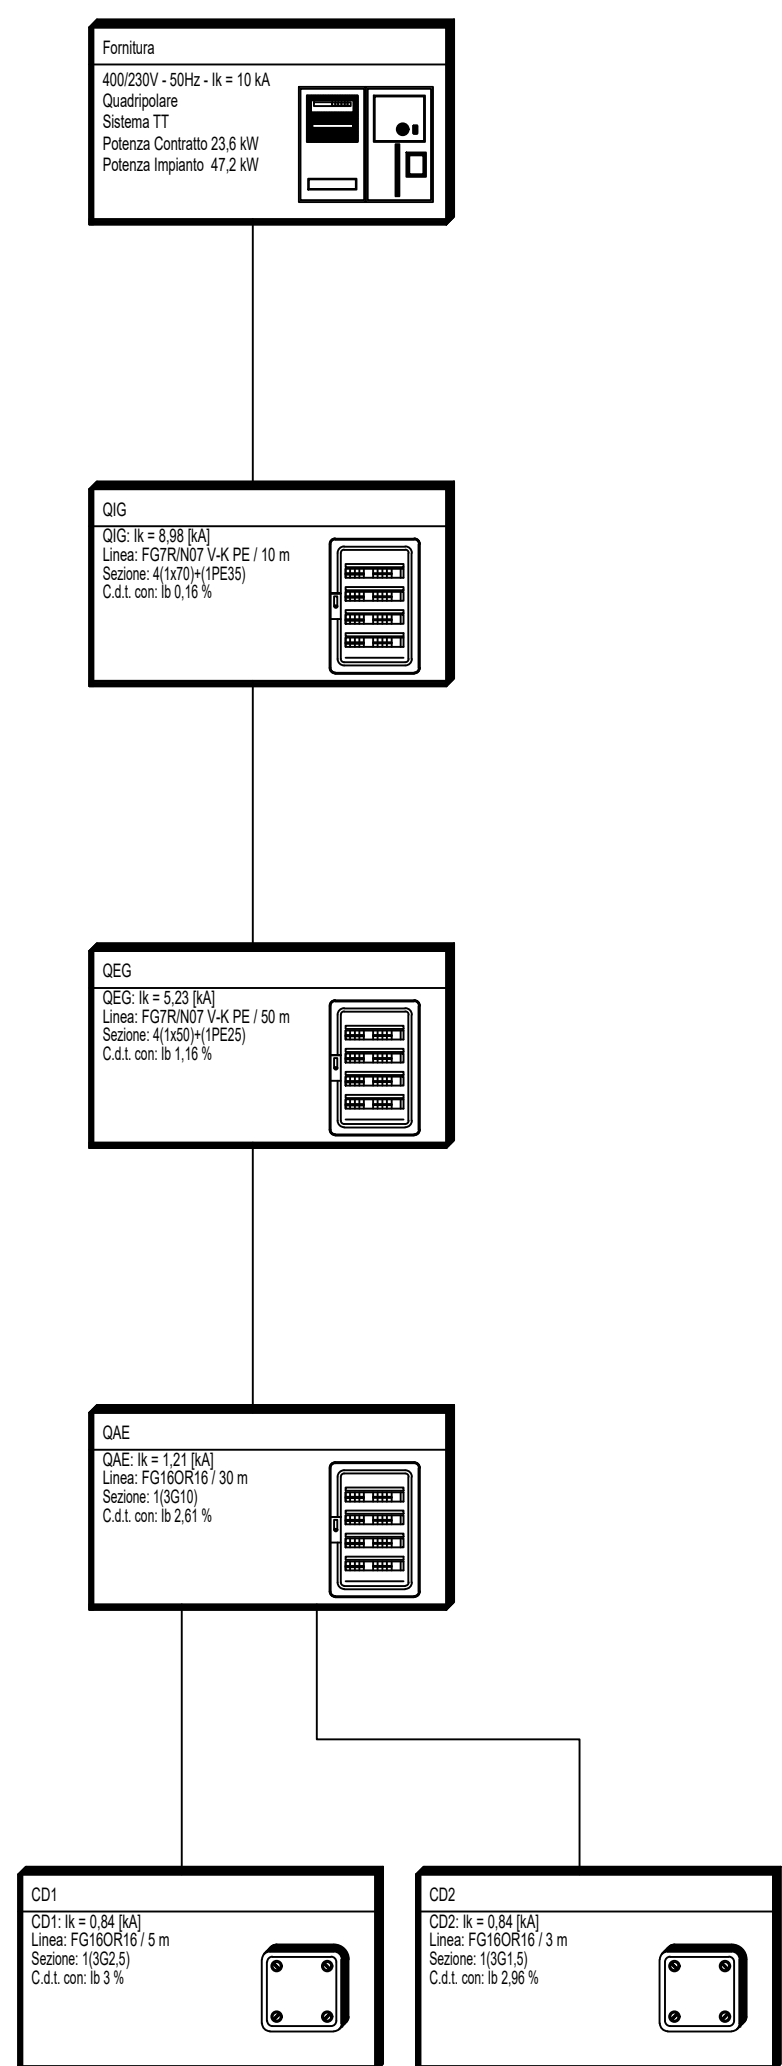 Fornitura
400/230V - 50Hz - Ik = 10 kA
Quadripolare
Sistema TT
Potenza Contratto 23,6 kW
Potenza Impianto 47,2 kW
QIG
QIG: Ik = 8,98 [kA]
Linea: FG7R/N07 V-K PE / 10 m
Sezione: 4(1x70)+(1PE35)
C.d.t. con: Ib 0,16 %
QEG
QEG: Ik = 5,23 [kA]
Linea: FG7R/N07 V-K PE / 50 m
Sezione: 4(1x50)+(1PE25)
C.d.t. con: Ib 1,16 %
QAE
QAE: Ik = 1,21 [kA]
Linea: FG16OR16 / 30 m
Sezione: 1(3G10)
C.d.t. con: Ib 2,61 %
CD1
CD1: Ik = 0,84 [kA]
Linea: FG16OR16 / 5 m
Sezione: 1(3G2,5)
C.d.t. con: Ib 3 %
CD2
CD2: Ik = 0,84 [kA]
Linea: FG16OR16 / 3 m
Sezione: 1(3G1,5)
C.d.t. con: Ib 2,96 %